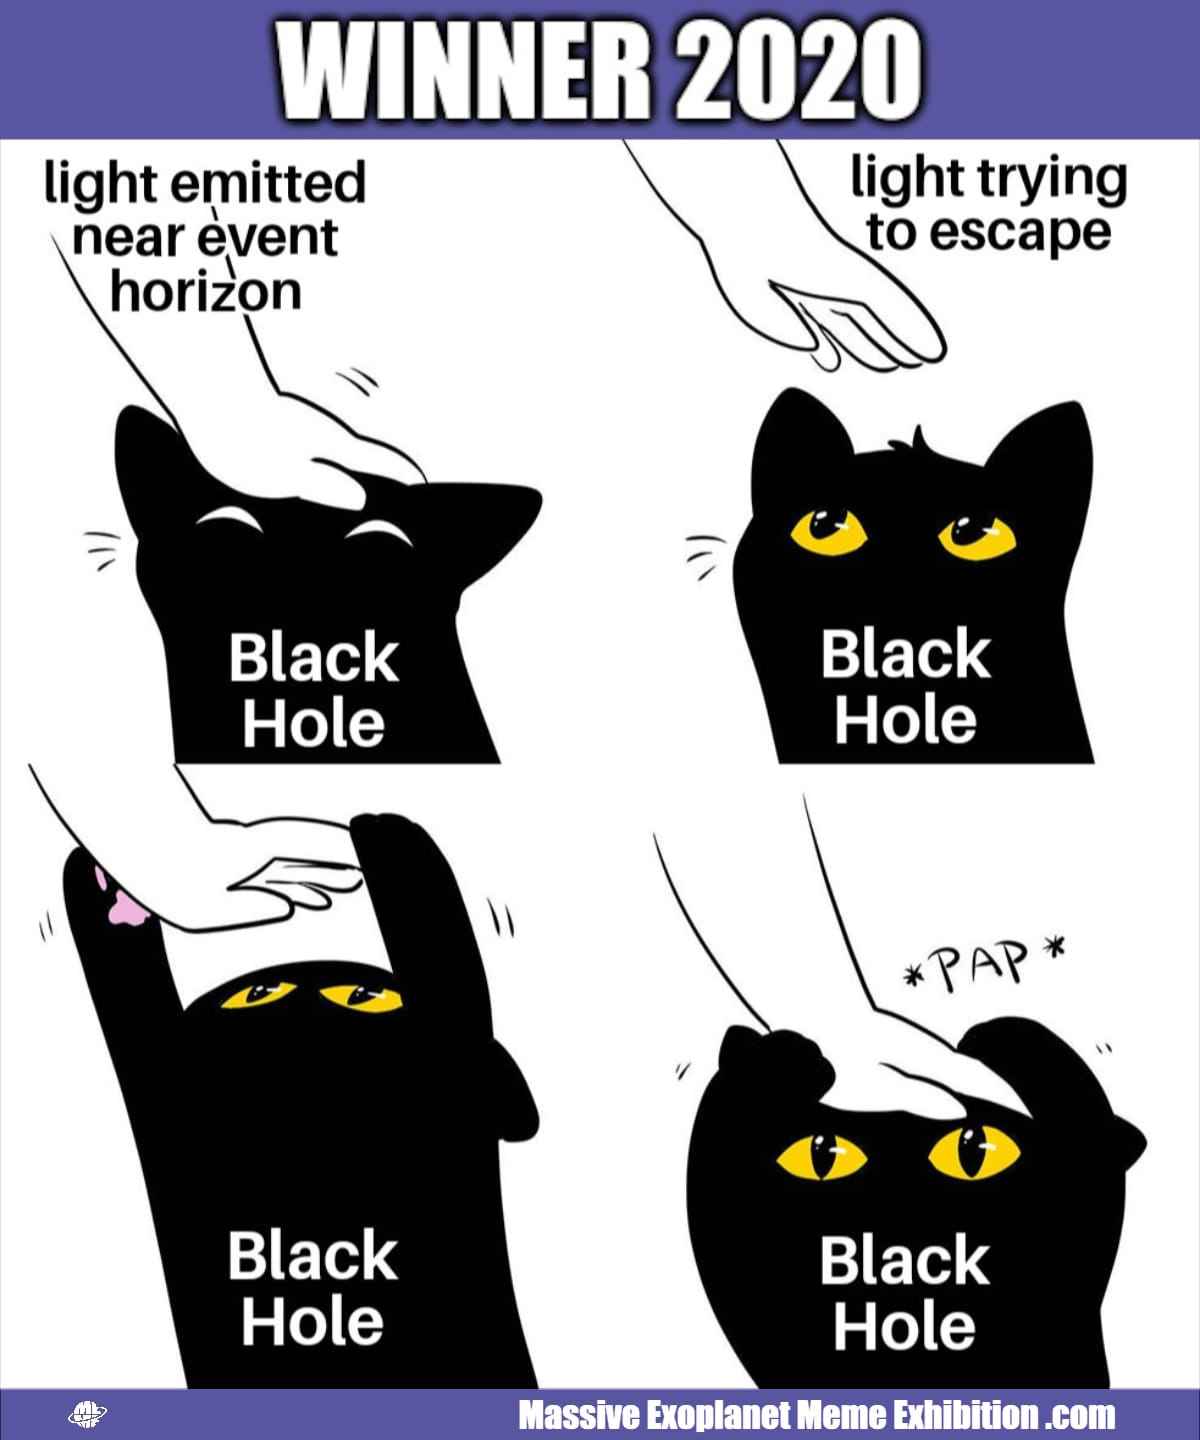 WINNER 2020
light emitted
near event
horizon
light trying
to escape
Black
Hole
Black
Hole
*PAP*
Black
Hole
Black
Hole
Massive Exoplanet Meme Exhibition .com